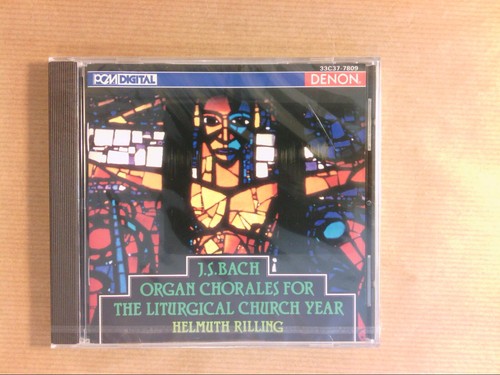 33C37-7809
PCM DIGITAL
DENON
J.S.BACH
ORGAN CHORALES FOR
THE LITURGICAL CHURCH YEAR
HELMUTH RILLING